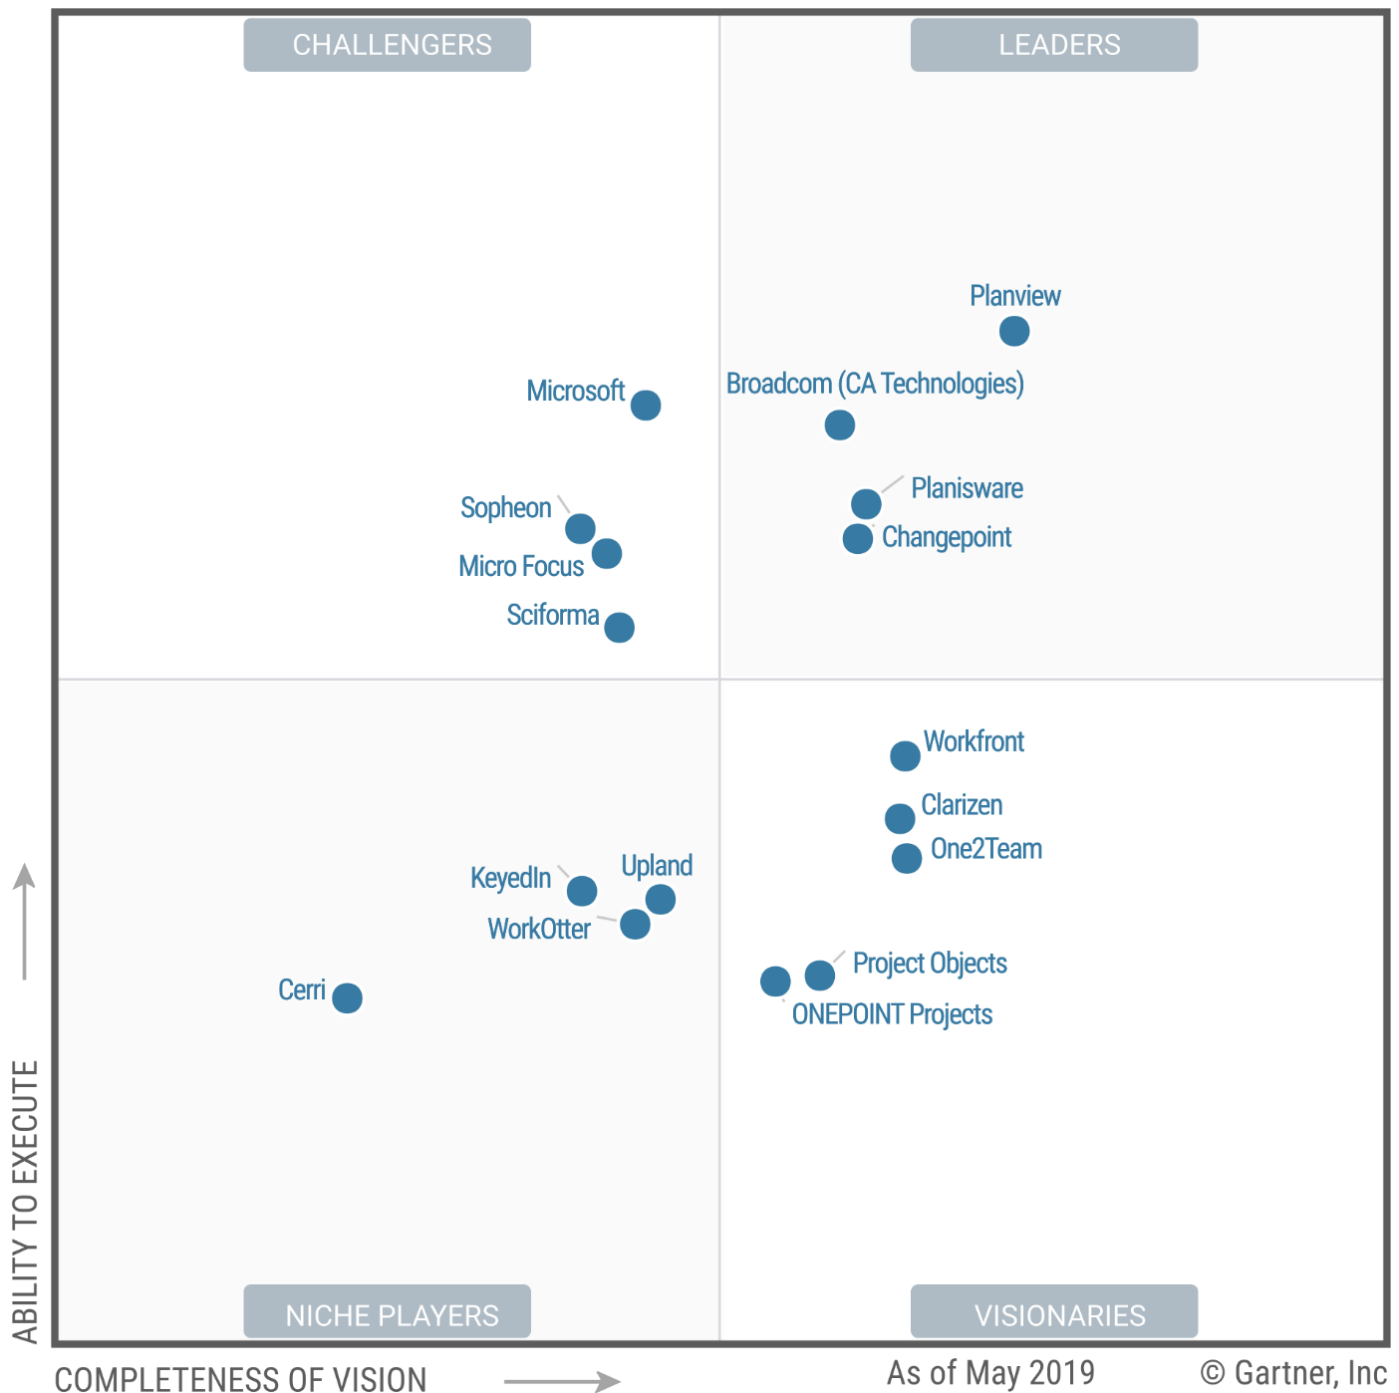 CHALLENGERS
LEADERS
Planview
Broadcom (CA Technologies)
Microsoft
Planisware
Sopheon
Changepoint
Micro Focus
Sciforma
Workfront
Clarizen
One2Team
Upland
KeyedIn
WorkOtter
Project Objects
Cerri
ONEPOINT Projects
ABILITY TO EXECUTE
NICHE PLAYERS
VISIONARIES
COMPLETENESS OF VISION
As of May 2019
© Gartner, Inc